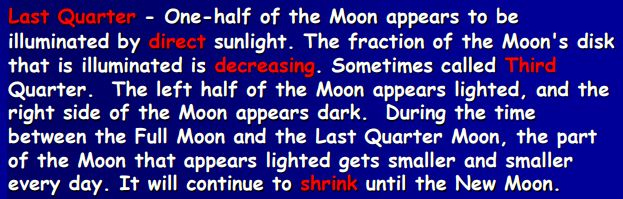 Last Quarter - One-half of the Moon appears to be
illuminated by direct sunlight. The fraction of the Moon's disk
that is illuminated is decreasing. Sometimes called Third
Quarter.  The left half of the Moon appears lighted, and the
right side of the Moon appears dark.  During the time
between the Full Moon and the Last Quarter Moon, the part
of the Moon that appears lighted gets smaller and smaller
every day. It will continue to shrink until the New Moon.